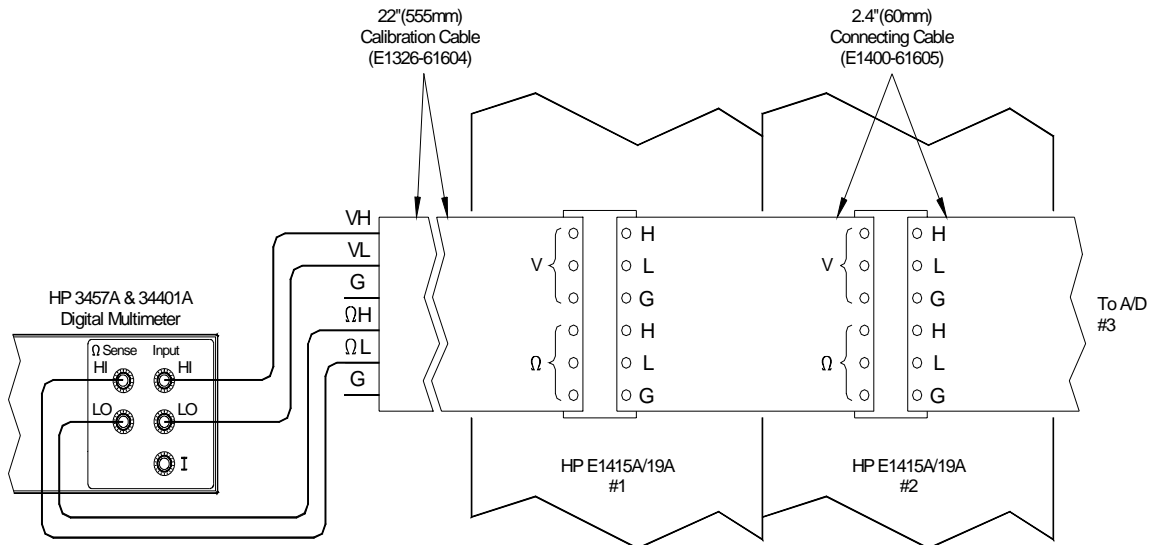 22"(555mm)
Calibration Cable
(E1326-61604)
2.4"(60mm)
Connecting Cable
(E1400-61605)
VH
VL
G
ΩH
ΩL
G
HP 3457A & 34401A
Digital Multimeter
Ω Sense Input
HI HI
LO LO
I
V
H
L
G
Ω
H
L
G
V
H
L
G
Ω
H
L
G
To A/D
#3
HP E1415A/19A
#1
HP E1415A/19A
#2